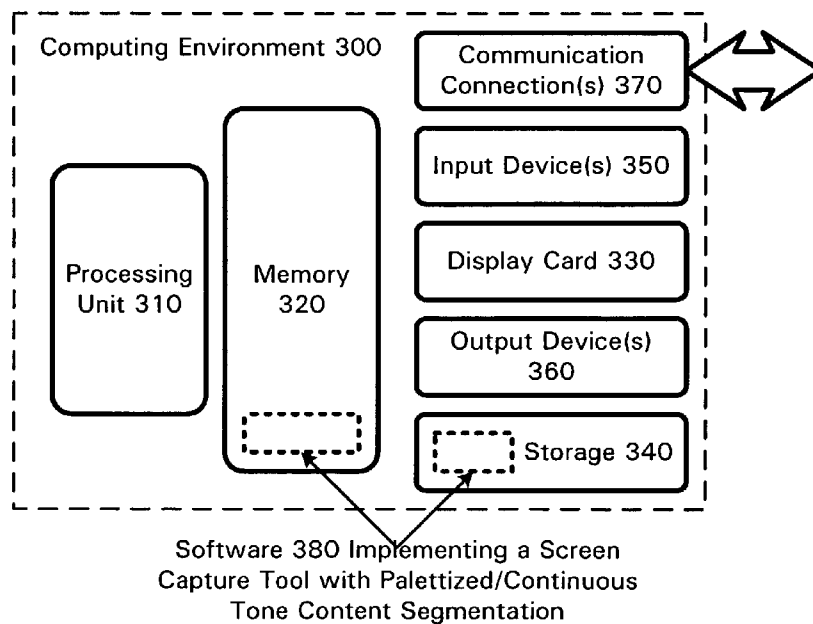 Computing Environment 300
Communication
Connection(s) 370
Input Device(s) 350
Processing
Unit 310
Memory
320
Display Card 330
Output Device(s)
360
Storage 340
Software 380 Implementing a Screen
Capture Tool with Palettized/Continuous
Tone Content Segmentation